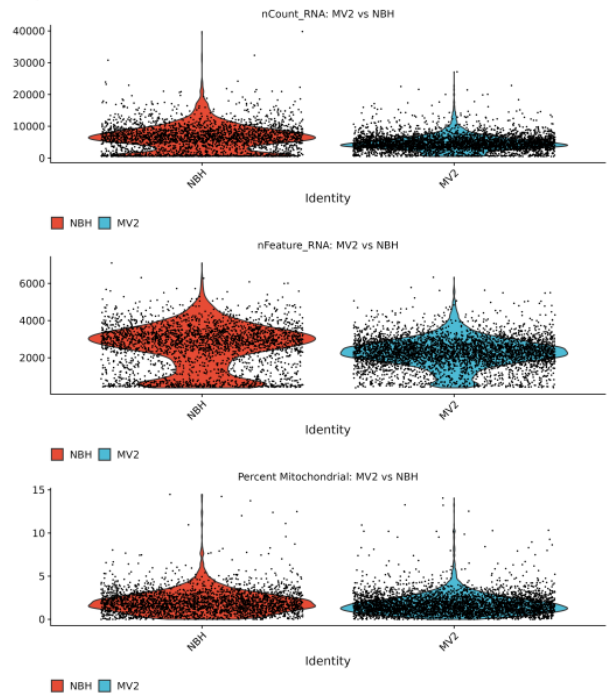 nCount_RNA: MV2 vs NBH
40000
30000
20000
10000
0
NBH
MV2
Identity
NBH MV2
nFeature_RNA: MV2 vs NBH
6000
4000
2000
NBH
MV2
Identity
NBH MV2
Percent Mitochondrial: MV2 vs NBH
15
10
5
0
NBH
MV2
Identity
NBH MV2